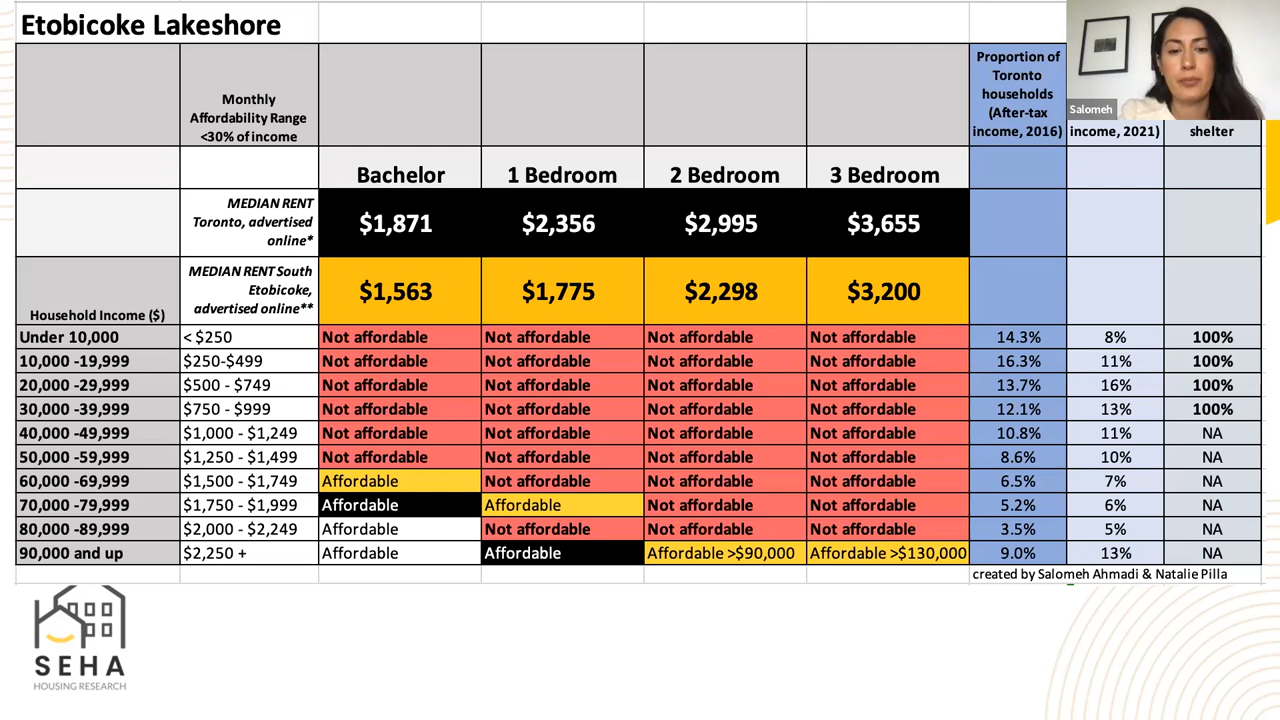 Etobicoke Lakeshore
Salomeh
Monthly
Affordability Range
<30% of income
Proportion of
Toronto
households
(After-tax
income, 2016)
income, 2021)
shelter
Bachelor
1 Bedroom
2 Bedroom
3 Bedroom
MEDIAN RENT
Toronto, advertised
online*
$1,871
$2,356
$2,995
$3,655
Household Income ($)
MEDIAN RENT South
Etobicoke,
advertised online**
$1,563
$1,775
$2,298
$3,200
Under 10,000 < $250 Not affordable Not affordable Not affordable Not affordable 14.3% 8% 100%
10,000 -19,999 $250-$499 Not affordable Not affordable Not affordable Not affordable 16.3% 11% 100%
20,000 -29,999 $500 - $749 Not affordable Not affordable Not affordable Not affordable 13.7% 16% 100%
30,000 -39,999 $750 - $999 Not affordable Not affordable Not affordable Not affordable 12.1% 13% 100%
40,000 -49,999 $1,000 - $1,249 Not affordable Not affordable Not affordable Not affordable 10.8% 11% NA
50,000 -59,999 $1,250 - $1,499 Not affordable Not affordable Not affordable Not affordable 8.6% 10% NA
60,000 -69,999 $1,500 - $1,749 Affordable Not affordable Not affordable Not affordable 6.5% 7% NA
70,000 -79,999 $1,750 - $1,999 Affordable Affordable Not affordable Not affordable 5.2% 6% NA
80,000 -89,999 $2,000 - $2,249 Affordable Not affordable Not affordable Not affordable 3.5% 5% NA
90,000 and up $2,250 + Affordable Affordable Affordable >$90,000 Affordable >$130,000 9.0% 13% NA
created by Salomeh Ahmadi & Natalie Pilla
SEHA
HOUSING RESEARCH